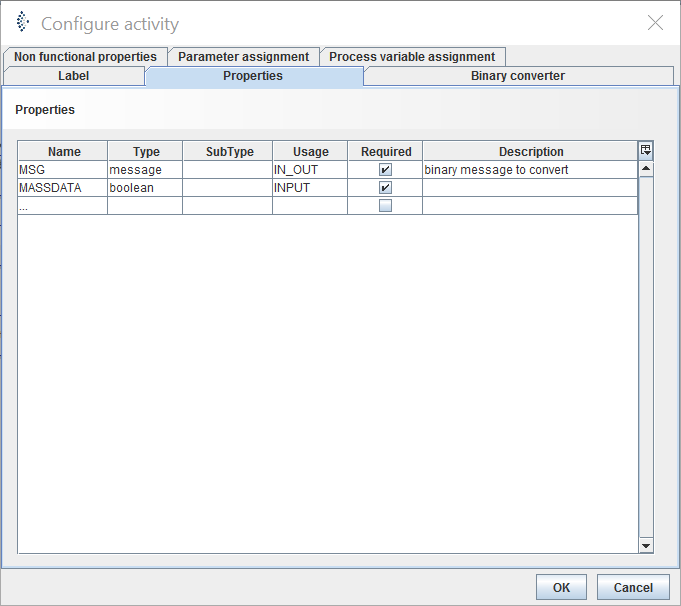 Configure activity
Non functional properties Parameter assignment Process variable assignment
Label Properties Binary converter
Properties
Name Type SubType Usage Required Description
MSG message IN_OUT binary message to convert
MASSDATA boolean INPUT
...
OK Cancel